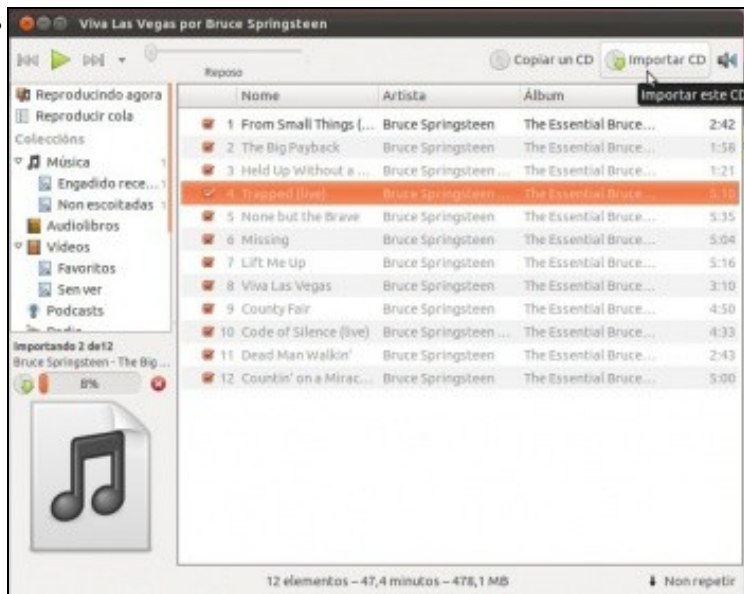 Viva Las Vegas por Bruce Springsteen
Reposo
Copiar un CD
Importar CD
Importar este CD
Reproducindo agora
Reproducir cola
Coleccións
Música
Engadido rece...
Non escoitadas
Audiolibros
Vídeos
Favoritos
Sen ver
Podcasts
Radio
Importando 2 de12
Bruce Springsteen - The Big ...
8%
Nome Artista Álbum
1 From Small Things (... Bruce Springsteen The Essential Bruce... 2:42
2 The Big Payback Bruce Springsteen The Essential Bruce... 1:58
3 Held Up Without a ... Bruce Springsteen ... The Essential Bruce... 1:21
4 Trapped (live) Bruce Springsteen ... The Essential Bruce... 5:10
5 None but the Brave Bruce Springsteen The Essential Bruce... 5:35
6 Missing Bruce Springsteen The Essential Bruce... 5:04
7 Lift Me Up Bruce Springsteen The Essential Bruce... 5:16
8 Viva Las Vegas Bruce Springsteen The Essential Bruce... 3:10
9 County Fair Bruce Springsteen The Essential Bruce... 4:50
10 Code of Silence (live) Bruce Springsteen ... The Essential Bruce... 4:33
11 Dead Man Walkin' Bruce Springsteen The Essential Bruce... 2:43
12 Countin' on a Mirac... Bruce Springsteen The Essential Bruce... 5:00
12 elementos – 47,4 minutos – 478,1 MB
Non repetir